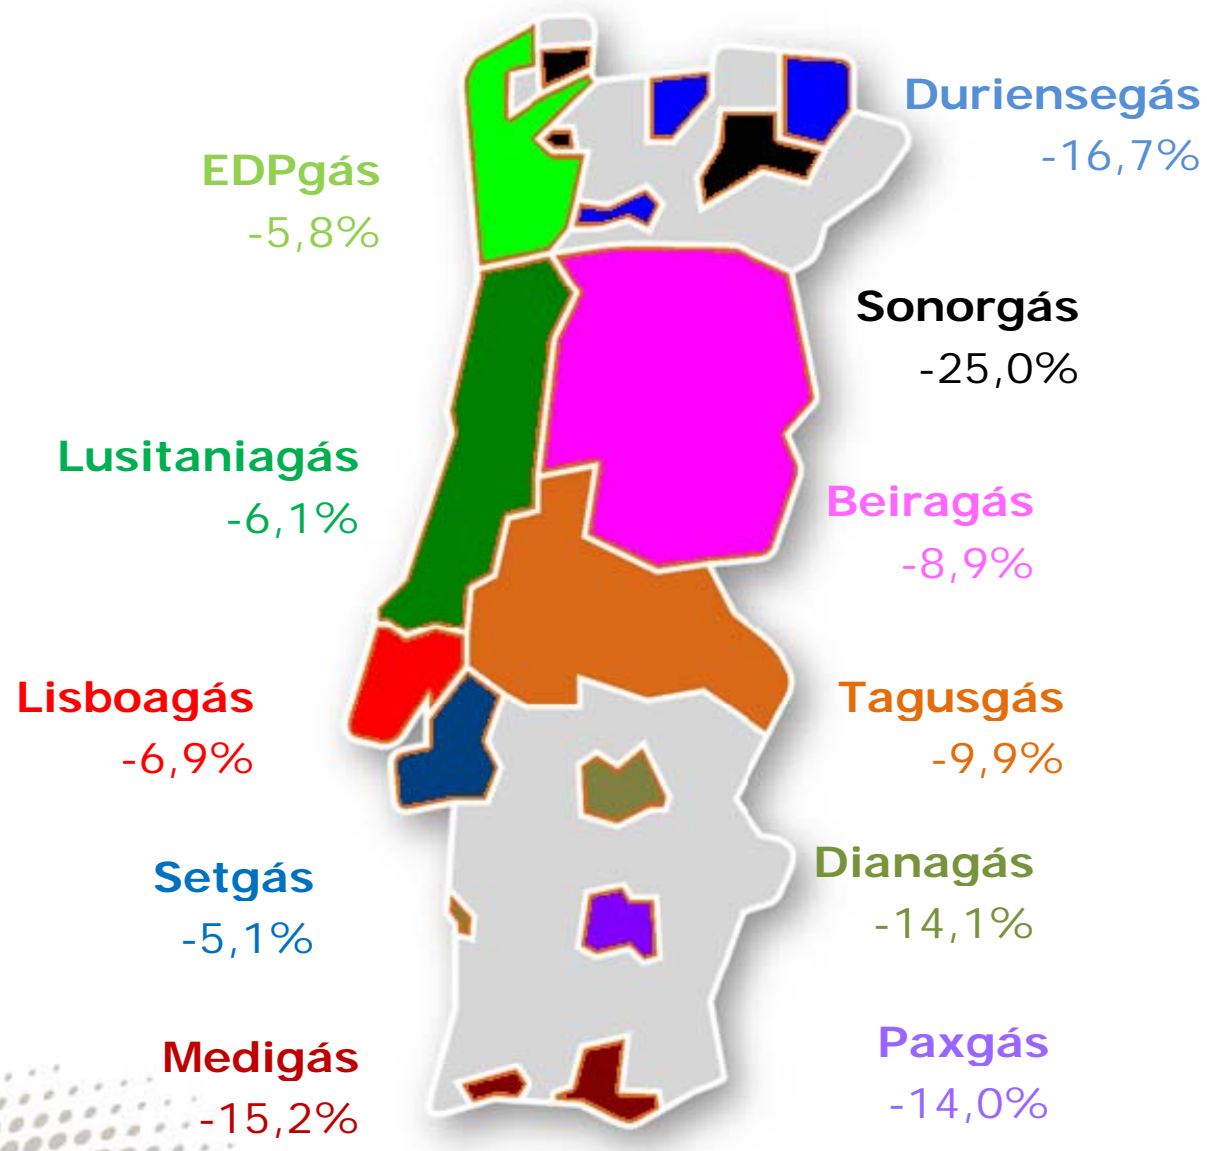 Duriensegás
-16,7%
EDPgás
-5,8%
Sonorgás
-25,0%
Lusitaniagás
-6,1%
Beiragás
-8,9%
Lisboagás
-6,9%
Tagusgás
-9,9%
Setgás
-5,1%
Dianagás
-14,1%
Medigás
-15,2%
Paxgás
-14,0%